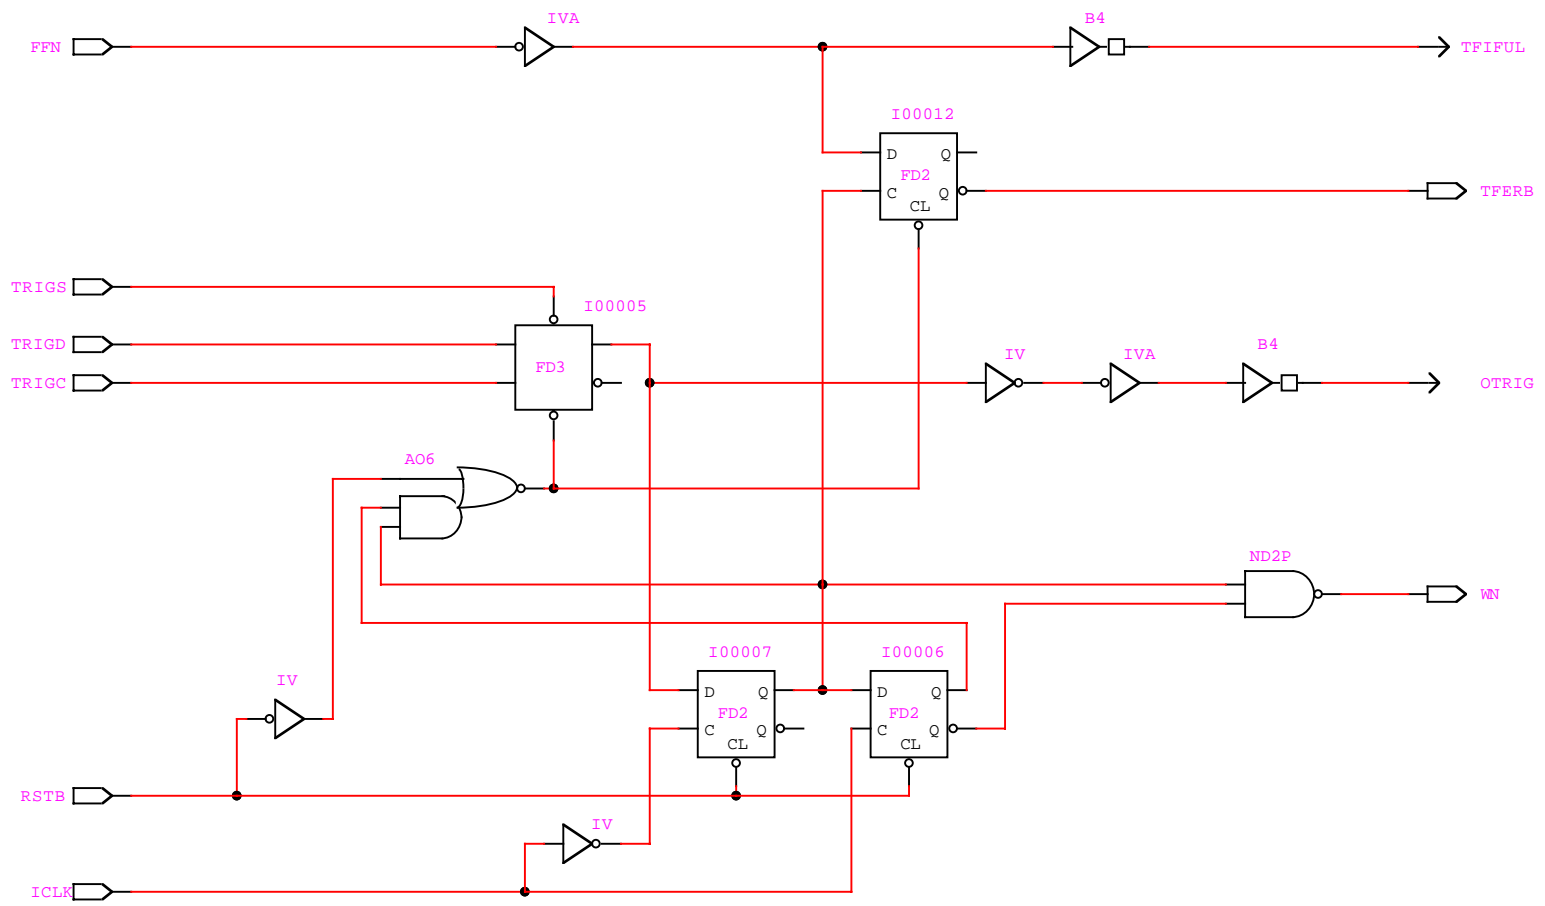 IVA
B4
FFN
TFIFUL
I00012
D
Q
FD2
C
Q
CL
TFERB
TRIGS
I00005
TRIGD
FD3
TRIGC
IV
IVA
B4
OTRIG
AO6
ND2P
WN
I00007
D
Q
FD2
C
Q
CL
I00006
D
Q
FD2
C
Q
CL
IV
RSTB
IV
ICLK